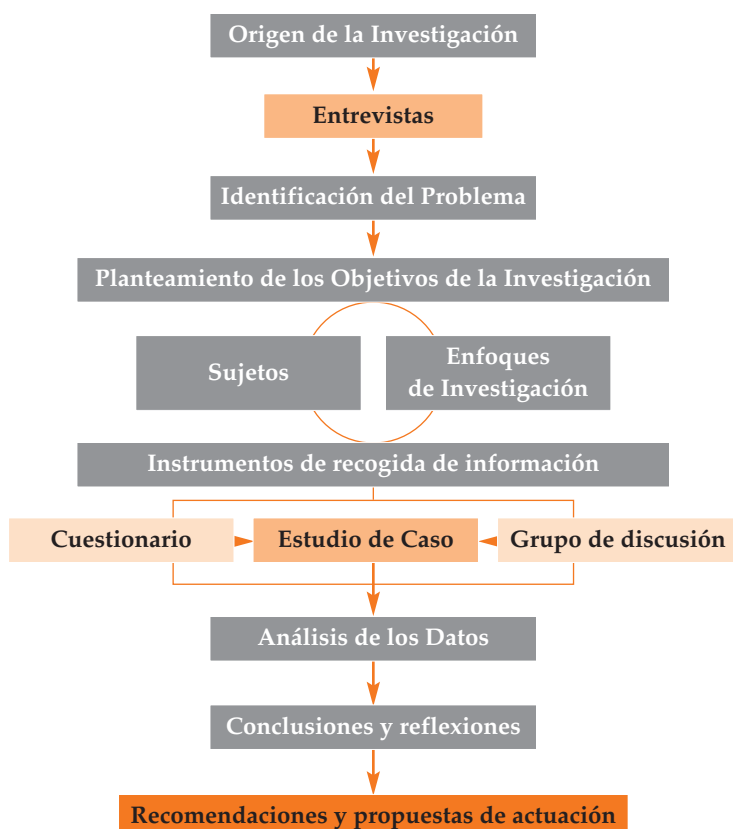 Origen de la Investigación
Entrevistas
Identificación del Problema
Planteamiento de los Objetivos de la Investigación
Sujetos
Enfoques
de Investigación
Instrumentos de recogida de información
Cuestionario
Estudio de Caso
Grupo de discusión
Análisis de los Datos
Conclusiones y reflexiones
Recomendaciones y propuestas de actuación